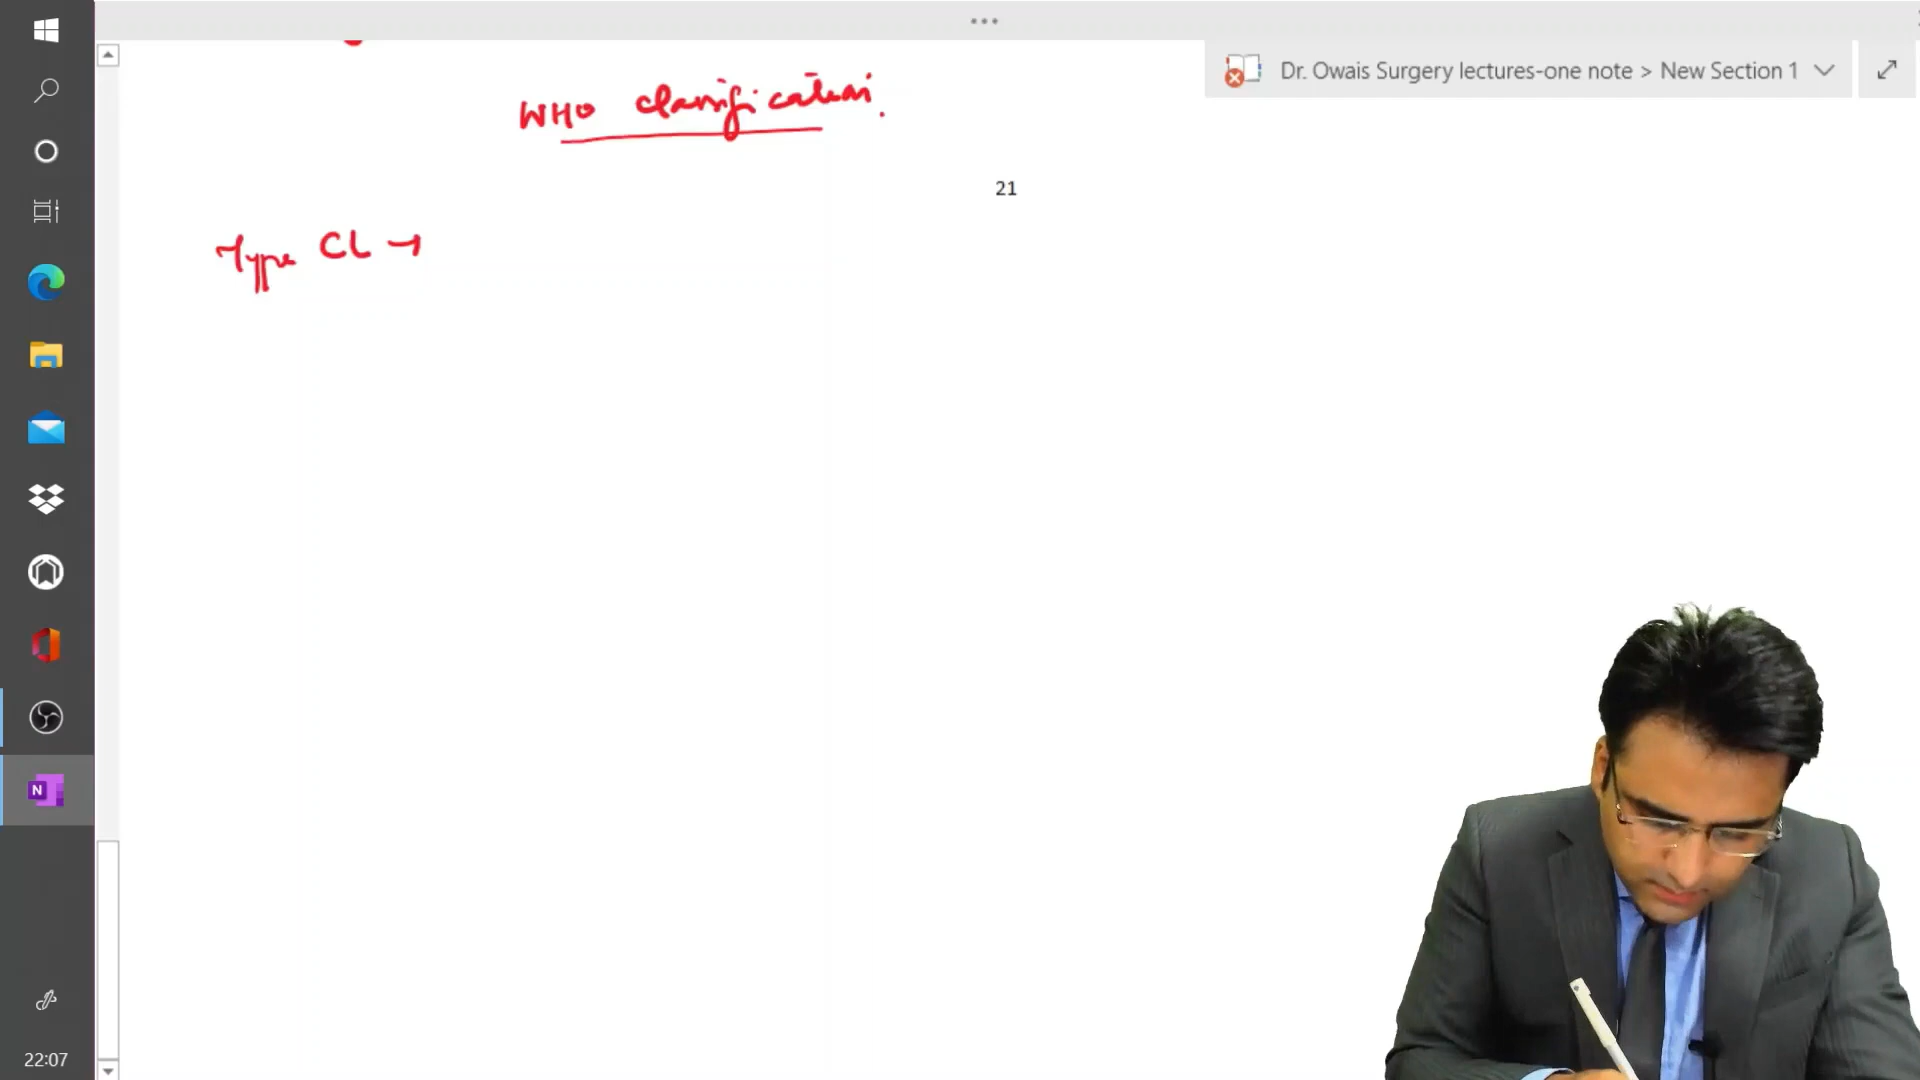 Dr. Owais Surgery lectures-one note > New Section 1
WHO classification.
21
Type CL →
N
22:07